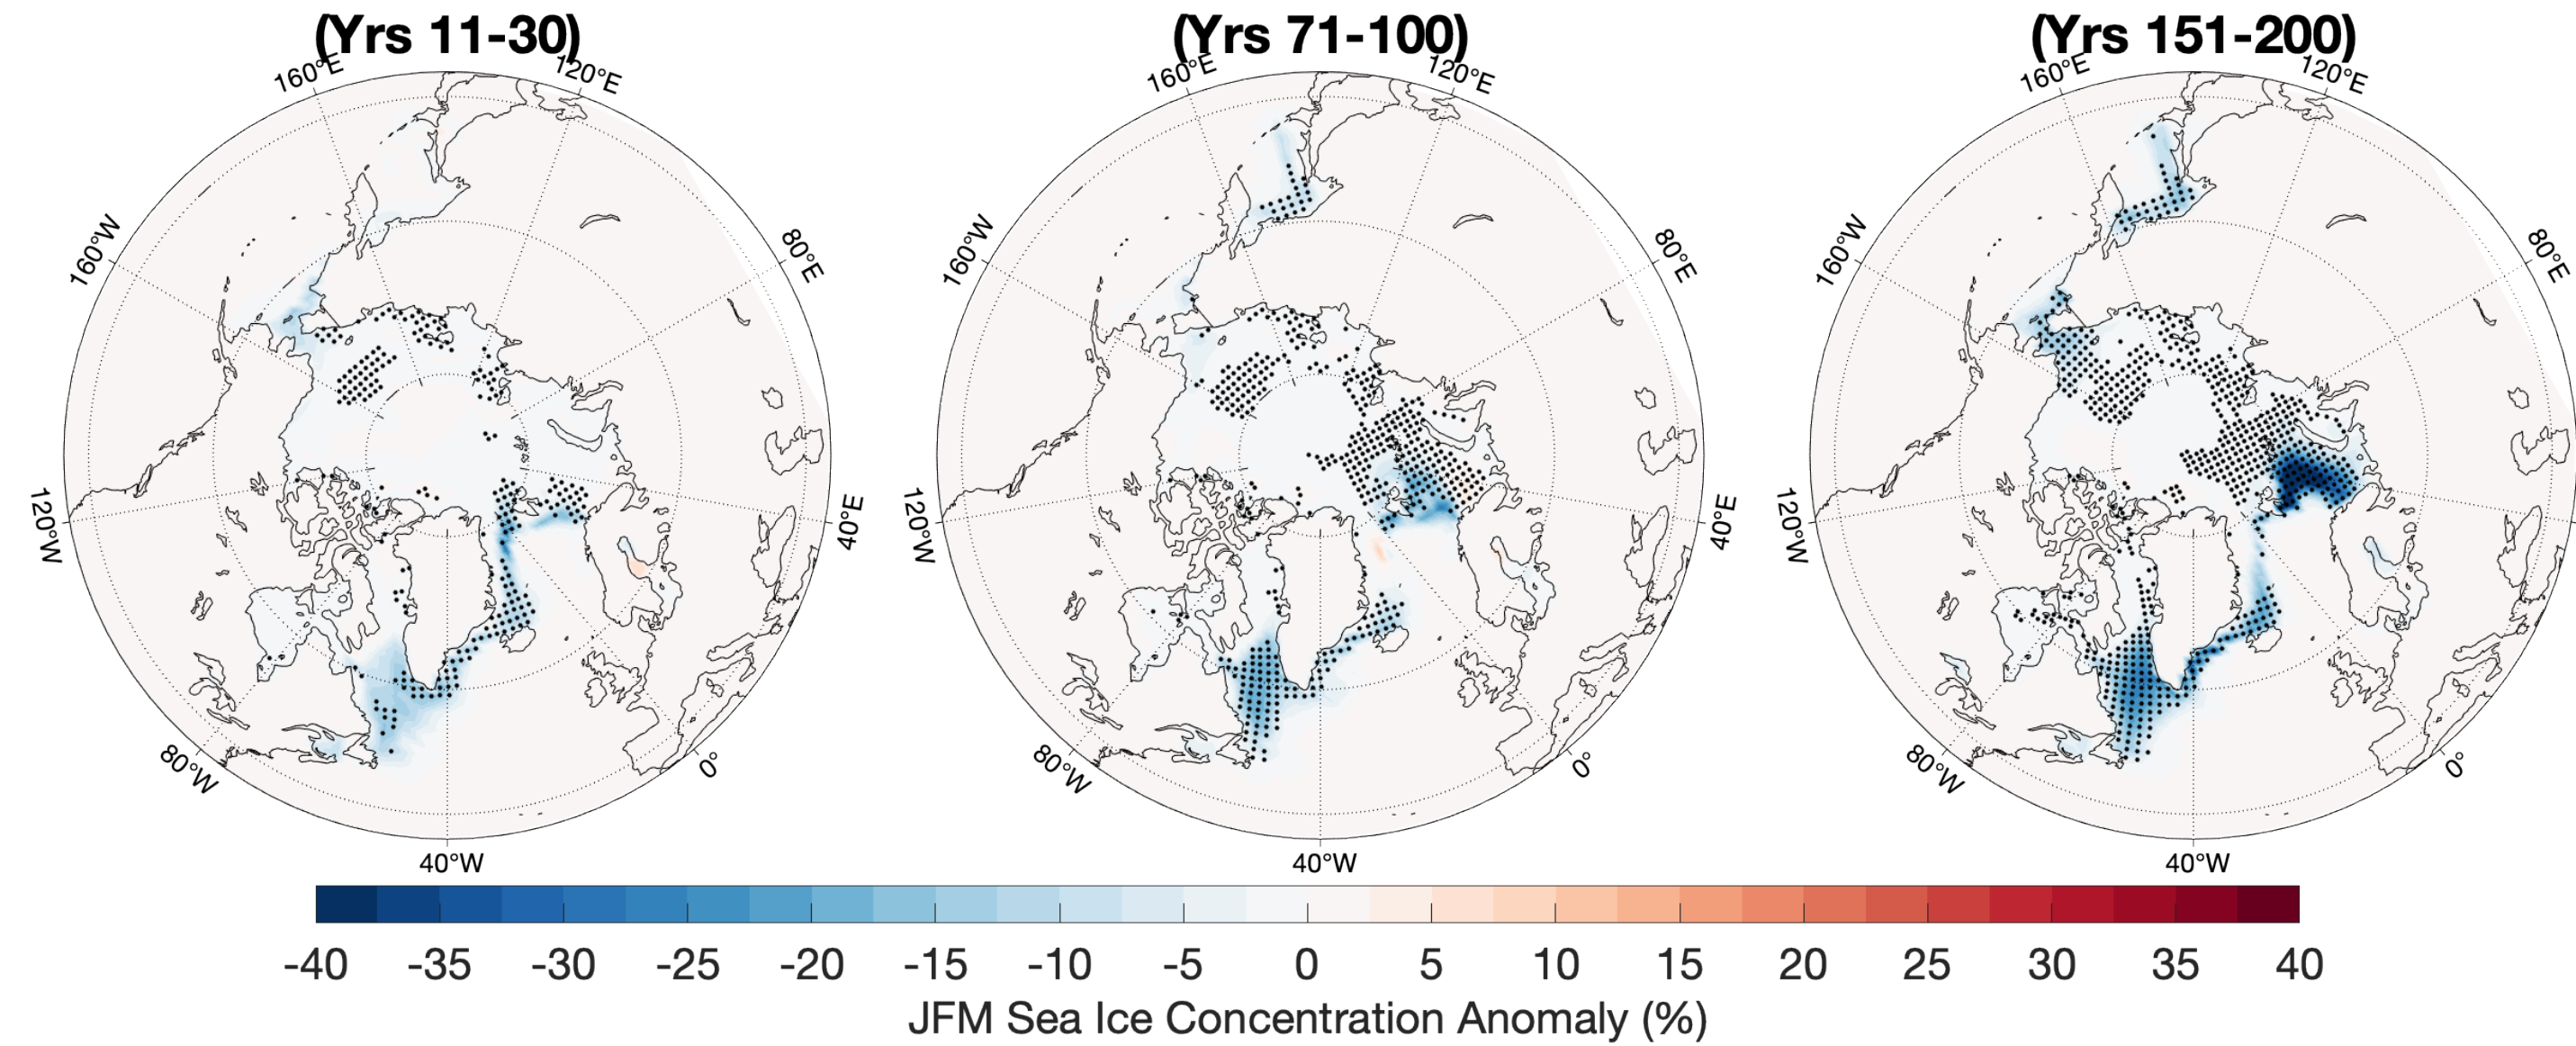 (Yrs 11-30) (Yrs 71-100) (Yrs 151-200)
160°E 120°E 160°E 120°E 160°E 120°E
160°W 80°E 160°W 80°E 160°W 80°E
120°W 40°E 120°W 40°E 120°W 40°E
80°W 0° 80°W 0° 80°W 0°
40°W 40°W 40°W
-40 -35 -30 -25 -20 -15 -10 -5 0 5 10 15 20 25 30 35 40
JFM Sea Ice Concentration Anomaly (%)